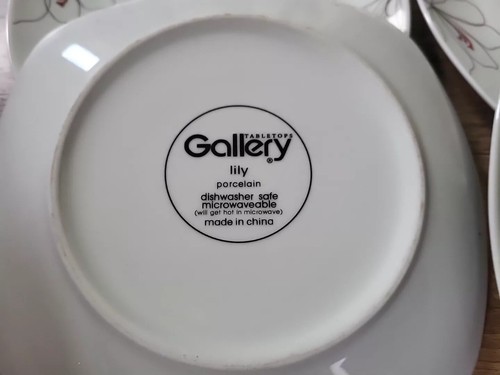 TABLETOPS
Gallery®
lily
porcelain
dishwasher safe
microwaveable
(will get hot in microwave)
made in china